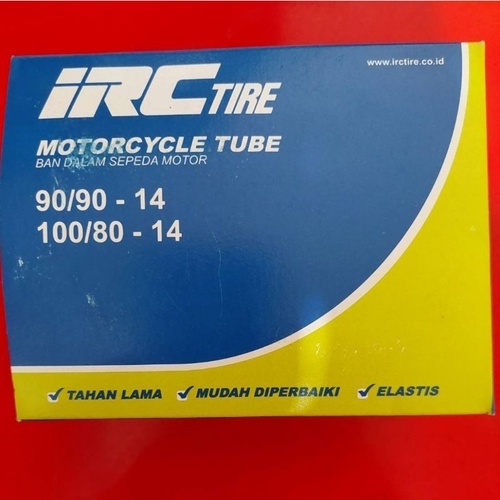 www.irctire.co.id
iRC TIRE
MOTORCYCLE TUBE
BAN DALAM SEPEDA MOTOR
90/90 - 14
100/80 - 14
TAHAN LAMA MUDAH DIPERBAIKI ELASTIS